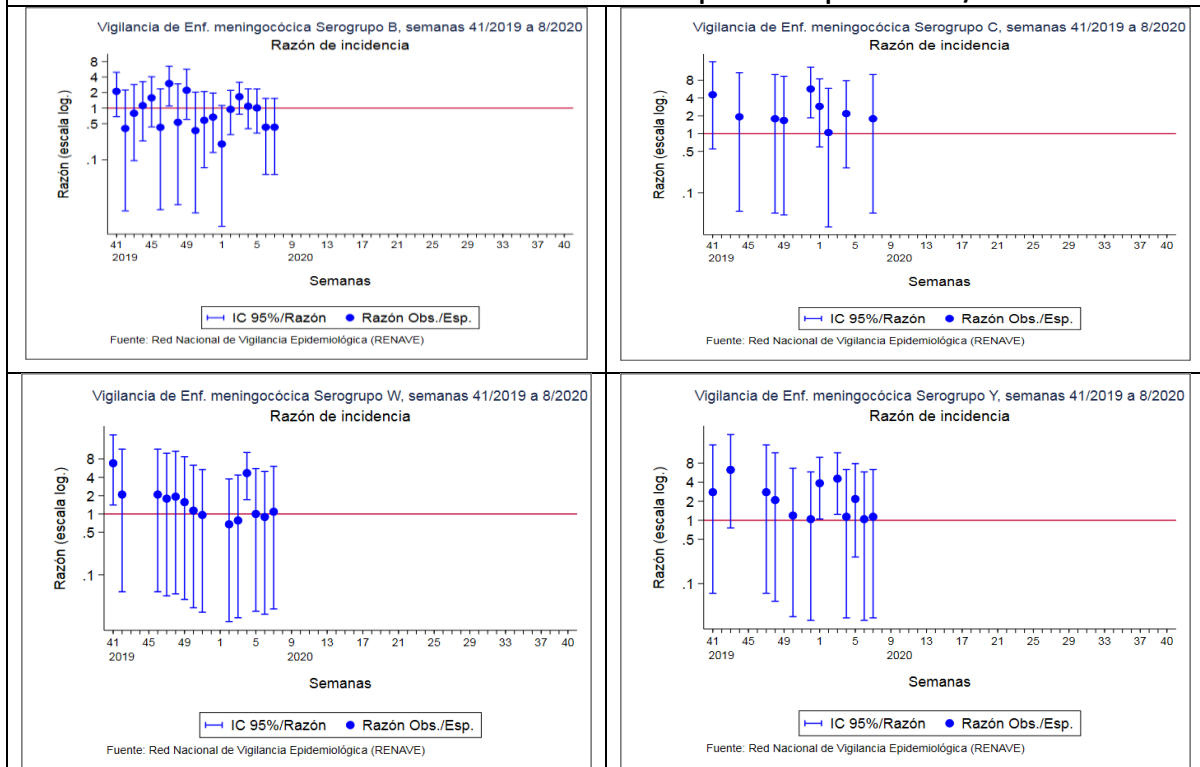 Vigilancia de Enf. meningocócica Serogrupo B, semanas 41/2019 a 8/2020
Razón de incidencia
Razón (escala log.)
8
4
2
1
.5
.1
41 45 49 1 5 9 13 17 21 25 29 33 37 40
2019 2020
Semanas
IC 95%/Razón Razón Obs./Esp.
Fuente: Red Nacional de Vigilancia Epidemiológica (RENAVE)
Vigilancia de Enf. meningocócica Serogrupo C, semanas 41/2019 a 8/2020
Razón de incidencia
Razón (escala log.)
8
4
2
1
.5
.1
41 45 49 1 5 9 13 17 21 25 29 33 37 40
2019 2020
Semanas
IC 95%/Razón Razón Obs./Esp.
Fuente: Red Nacional de Vigilancia Epidemiológica (RENAVE)
Vigilancia de Enf. meningocócica Serogrupo W, semanas 41/2019 a 8/2020
Razón de incidencia
Razón (escala log.)
8
4
2
1
.5
.1
41 45 49 1 5 9 13 17 21 25 29 33 37 40
2019 2020
Semanas
IC 95%/Razón Razón Obs./Esp.
Fuente: Red Nacional de Vigilancia Epidemiológica (RENAVE)
Vigilancia de Enf. meningocócica Serogrupo Y, semanas 41/2019 a 8/2020
Razón de incidencia
Razón (escala log.)
8
4
2
1
.5
.1
41 45 49 1 5 9 13 17 21 25 29 33 37 40
2019 2020
Semanas
IC 95%/Razón Razón Obs./Esp.
Fuente: Red Nacional de Vigilancia Epidemiológica (RENAVE)